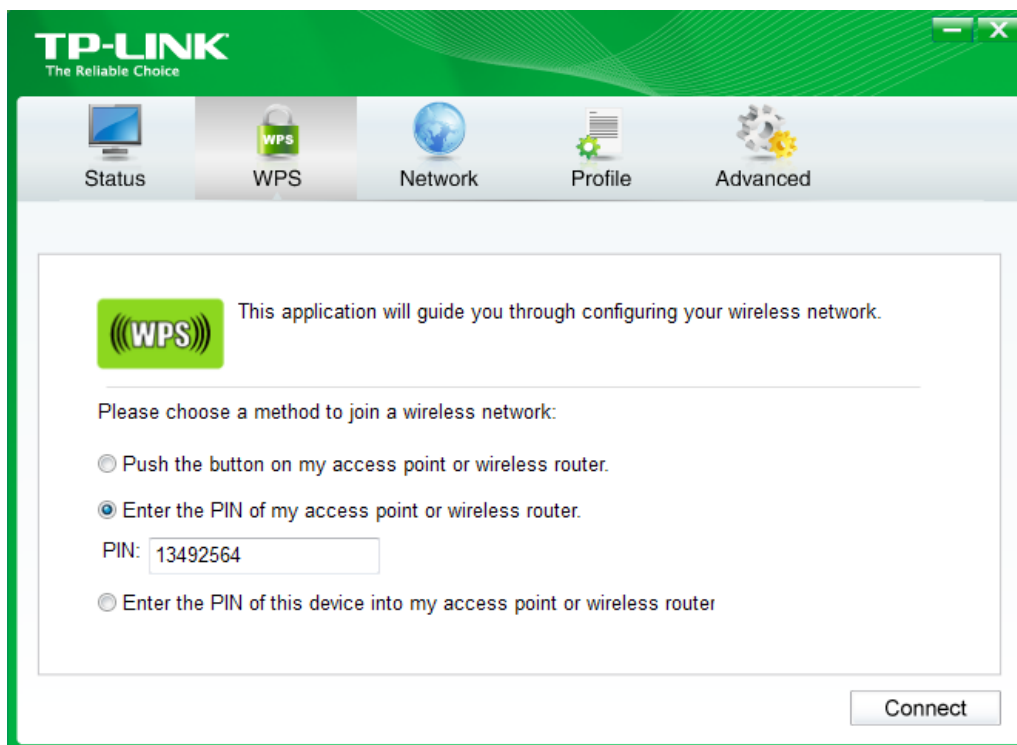 TP-LINK
The Reliable Choice
Status WPS Network Profile Advanced
WPS
(((WPS)))
This application will guide you through configuring your wireless network.
Please choose a method to join a wireless network:
Push the button on my access point or wireless router.
Enter the PIN of my access point or wireless router.
PIN: 13492564
Enter the PIN of this device into my access point or wireless router
Connect